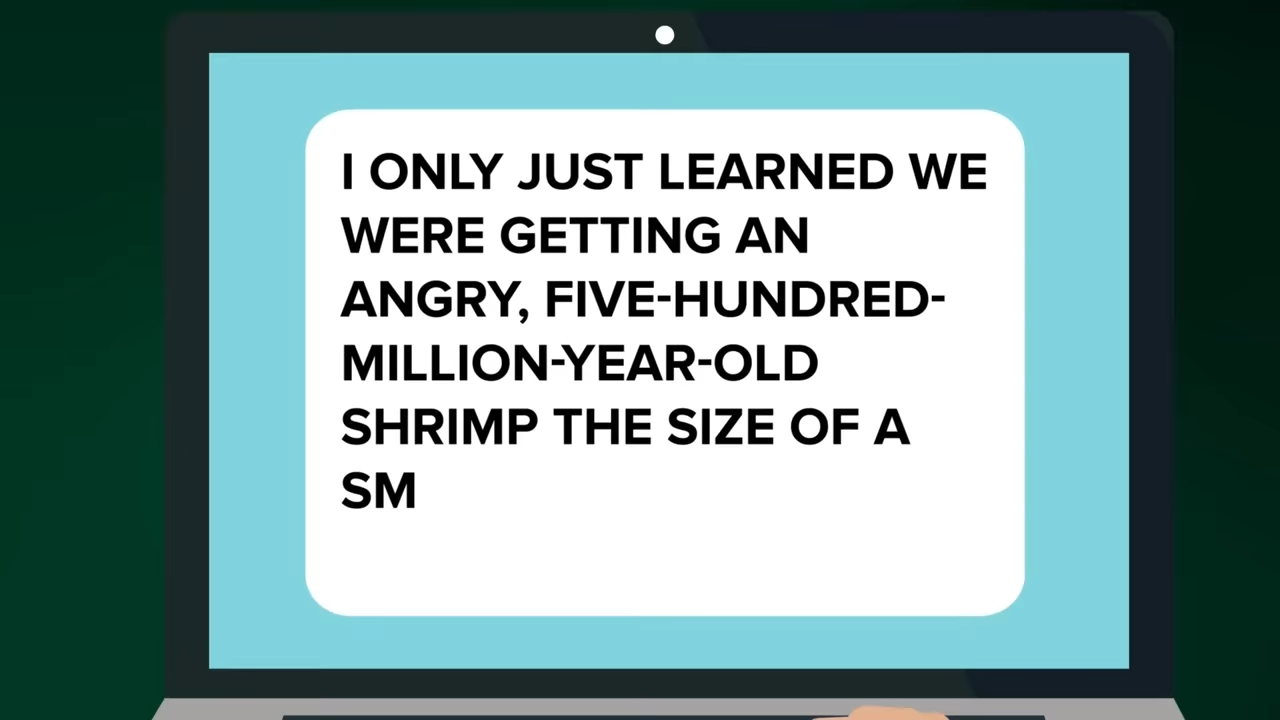 I ONLY JUST LEARNED WE
WERE GETTING AN
ANGRY, FIVE-HUNDRED-
MILLION-YEAR-OLD
SHRIMP THE SIZE OF A
SM